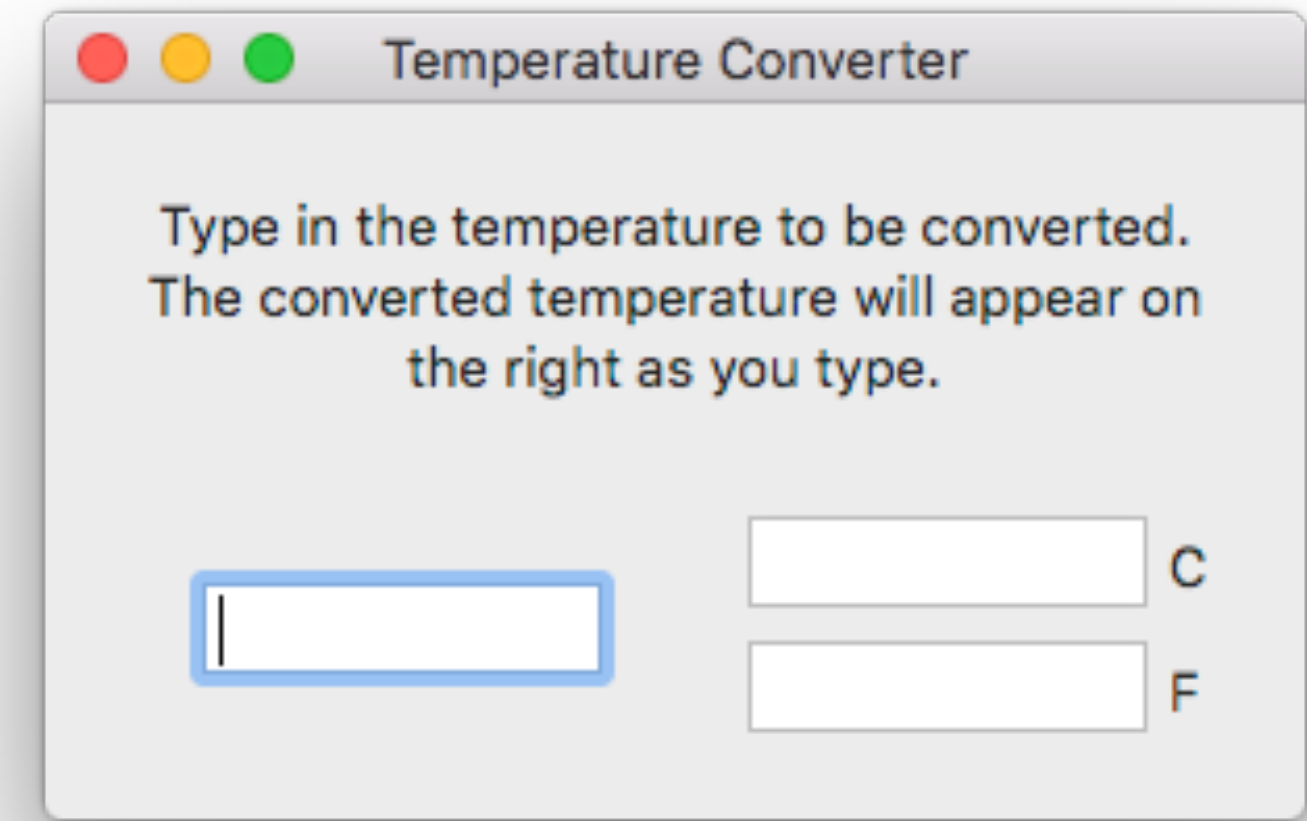 Temperature Converter
Type in the temperature to be converted.
The converted temperature will appear on
the right as you type.
C
F